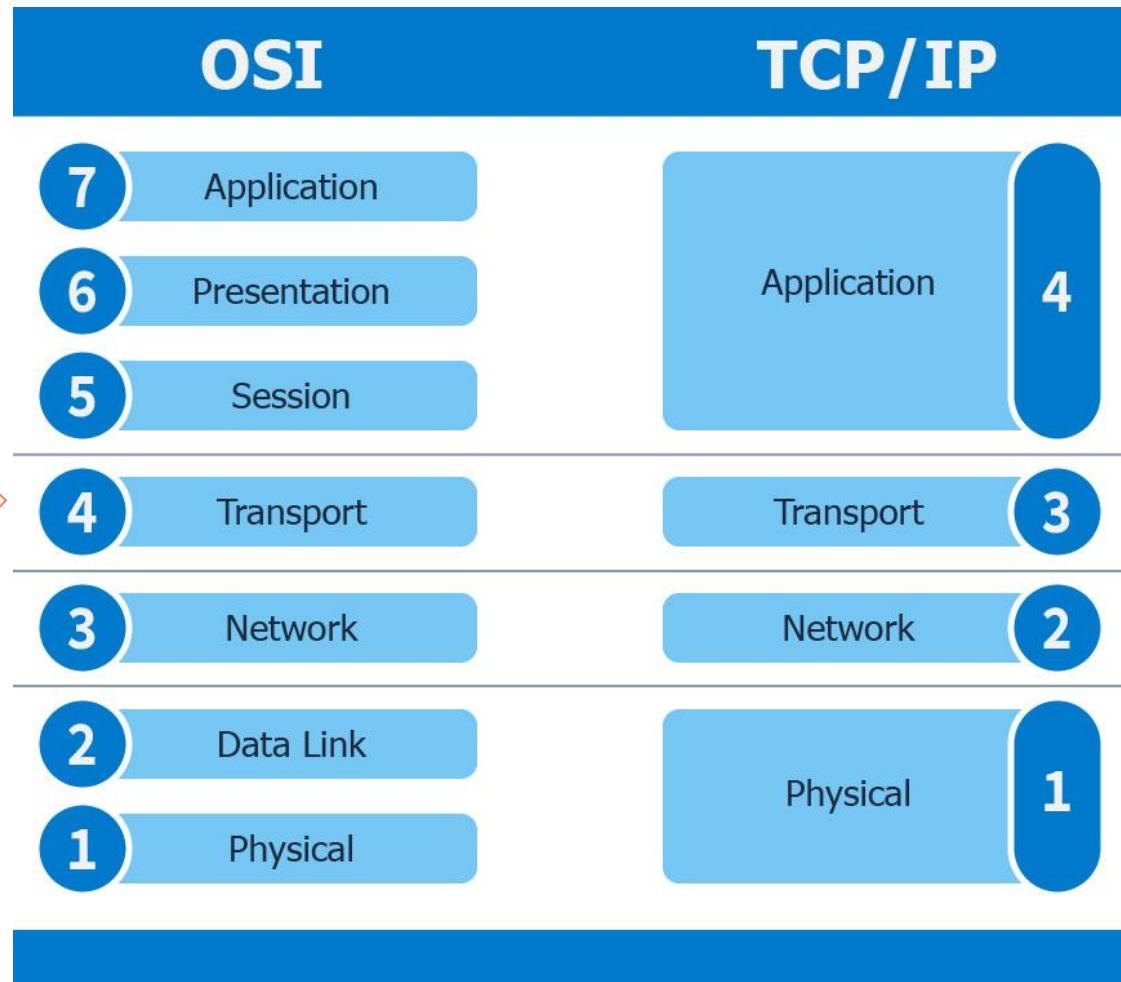 OSI TCP/IP
7 Application
6 Presentation
5 Session
Application 4
4 Transport
Transport 3
3 Network
Network 2
2 Data Link
1 Physical
Physical 1